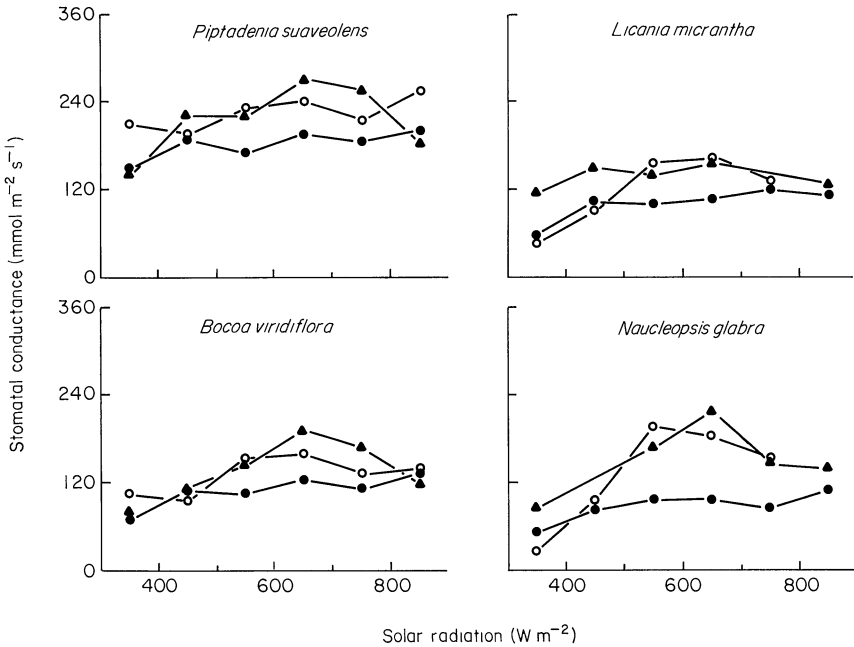 360
Piptadenia suaveolens
Licania micrantha
240
120
0
360
Bocoa viridiflora
Naucleopsis glabra
240
120
0
400 600 800
400 600 800
Stomatal conductance (mmol m⁻² s⁻¹)
Solar radiation (W m⁻²)